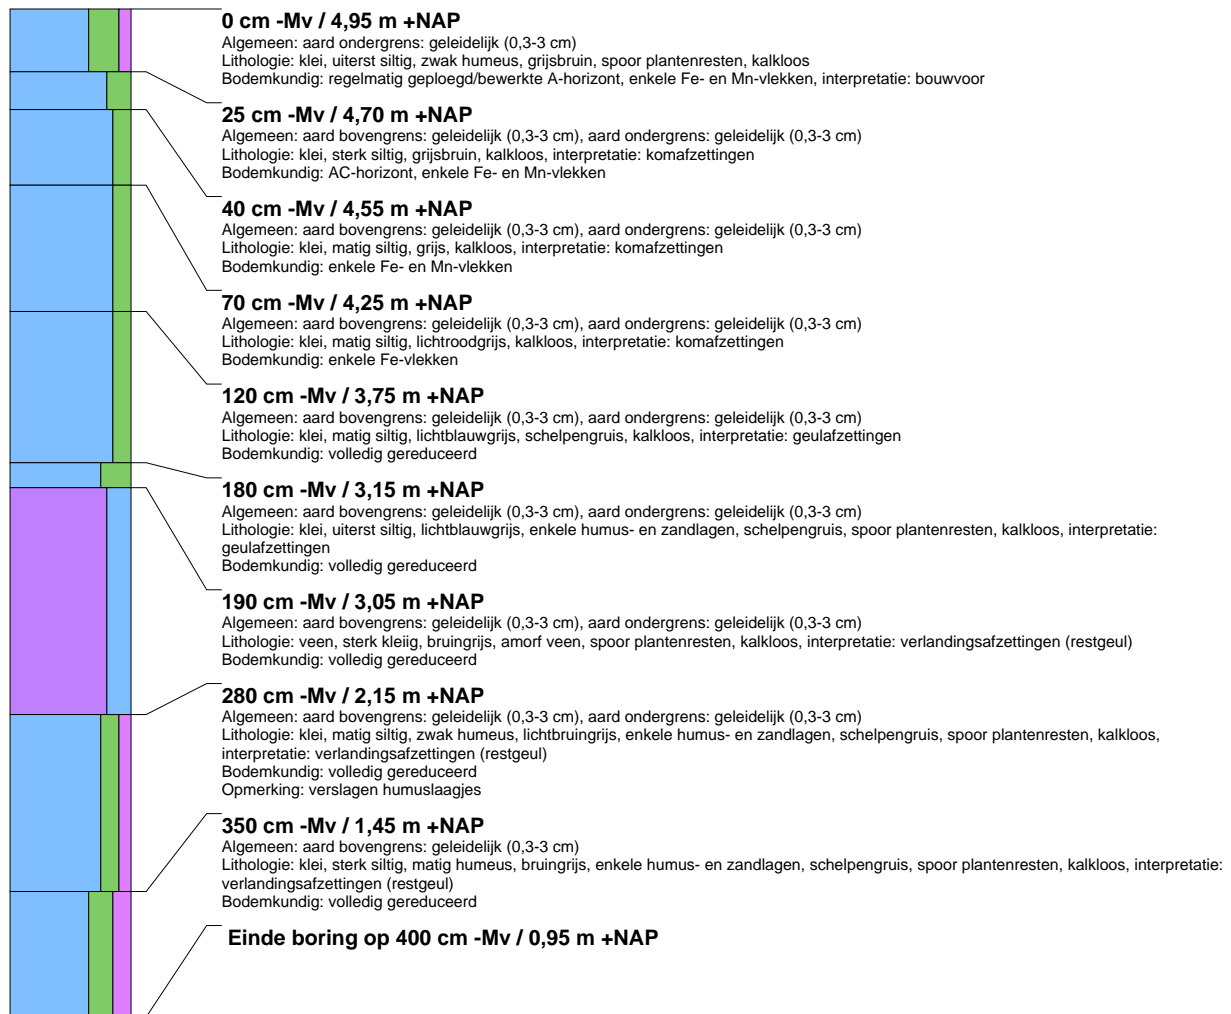 0 cm -Mv / 4,95 m +NAP
Algemeen: aard ondergrens: geleidelijk (0,3-3 cm)
Lithologie: klei, uiterst siltig, zwak humeus, grijsbruin, spoor plantenresten, kalkloos
Bodemkundig: regelmatig geploegd/bewerkte A-horizont, enkele Fe- en Mn-vlekken, interpretatie: bouwvoor
25 cm -Mv / 4,70 m +NAP
Algemeen: aard bovengrens: geleidelijk (0,3-3 cm), aard ondergrens: geleidelijk (0,3-3 cm)
Lithologie: klei, sterk siltig, grijsbruin, kalkloos, interpretatie: komafzettingen
Bodemkundig: AC-horizont, enkele Fe- en Mn-vlekken
40 cm -Mv / 4,55 m +NAP
Algemeen: aard bovengrens: geleidelijk (0,3-3 cm), aard ondergrens: geleidelijk (0,3-3 cm)
Lithologie: klei, matig siltig, grijs, kalkloos, interpretatie: komafzettingen
Bodemkundig: enkele Fe- en Mn-vlekken
70 cm -Mv / 4,25 m +NAP
Algemeen: aard bovengrens: geleidelijk (0,3-3 cm), aard ondergrens: geleidelijk (0,3-3 cm)
Lithologie: klei, matig siltig, lichtroodgrijs, kalkloos, interpretatie: komafzettingen
Bodemkundig: enkele Fe-vlekken
120 cm -Mv / 3,75 m +NAP
Algemeen: aard bovengrens: geleidelijk (0,3-3 cm), aard ondergrens: geleidelijk (0,3-3 cm)
Lithologie: klei, matig siltig, lichtblauwgrijs, schelpengruis, kalkloos, interpretatie: geulafzettingen
Bodemkundig: volledig gereduceerd
180 cm -Mv / 3,15 m +NAP
Algemeen: aard bovengrens: geleidelijk (0,3-3 cm), aard ondergrens: geleidelijk (0,3-3 cm)
Lithologie: klei, uiterst siltig, lichtblauwgrijs, enkele humus- en zandlagen, schelpengruis, spoor plantenresten, kalkloos, interpretatie:
geulafzettingen
Bodemkundig: volledig gereduceerd
190 cm -Mv / 3,05 m +NAP
Algemeen: aard bovengrens: geleidelijk (0,3-3 cm), aard ondergrens: geleidelijk (0,3-3 cm)
Lithologie: veen, sterk kleiig, bruingrijs, amorf veen, spoor plantenresten, kalkloos, interpretatie: verlandingsafzettingen (restgeul)
Bodemkundig: volledig gereduceerd
280 cm -Mv / 2,15 m +NAP
Algemeen: aard bovengrens: geleidelijk (0,3-3 cm), aard ondergrens: geleidelijk (0,3-3 cm)
Lithologie: klei, matig siltig, zwak humeus, lichtbruingrijs, enkele humus- en zandlagen, schelpengruis, spoor plantenresten, kalkloos,
interpretatie: verlandingsafzettingen (restgeul)
Bodemkundig: volledig gereduceerd
Opmerking: verslagen humuslaagjes
350 cm -Mv / 1,45 m +NAP
Algemeen: aard bovengrens: geleidelijk (0,3-3 cm)
Lithologie: klei, sterk siltig, matig humeus, bruingrijs, enkele humus- en zandlagen, schelpengruis, spoor plantenresten, kalkloos, interpretatie:
verlandingsafzettingen (restgeul)
Bodemkundig: volledig gereduceerd
Einde boring op 400 cm -Mv / 0,95 m +NAP